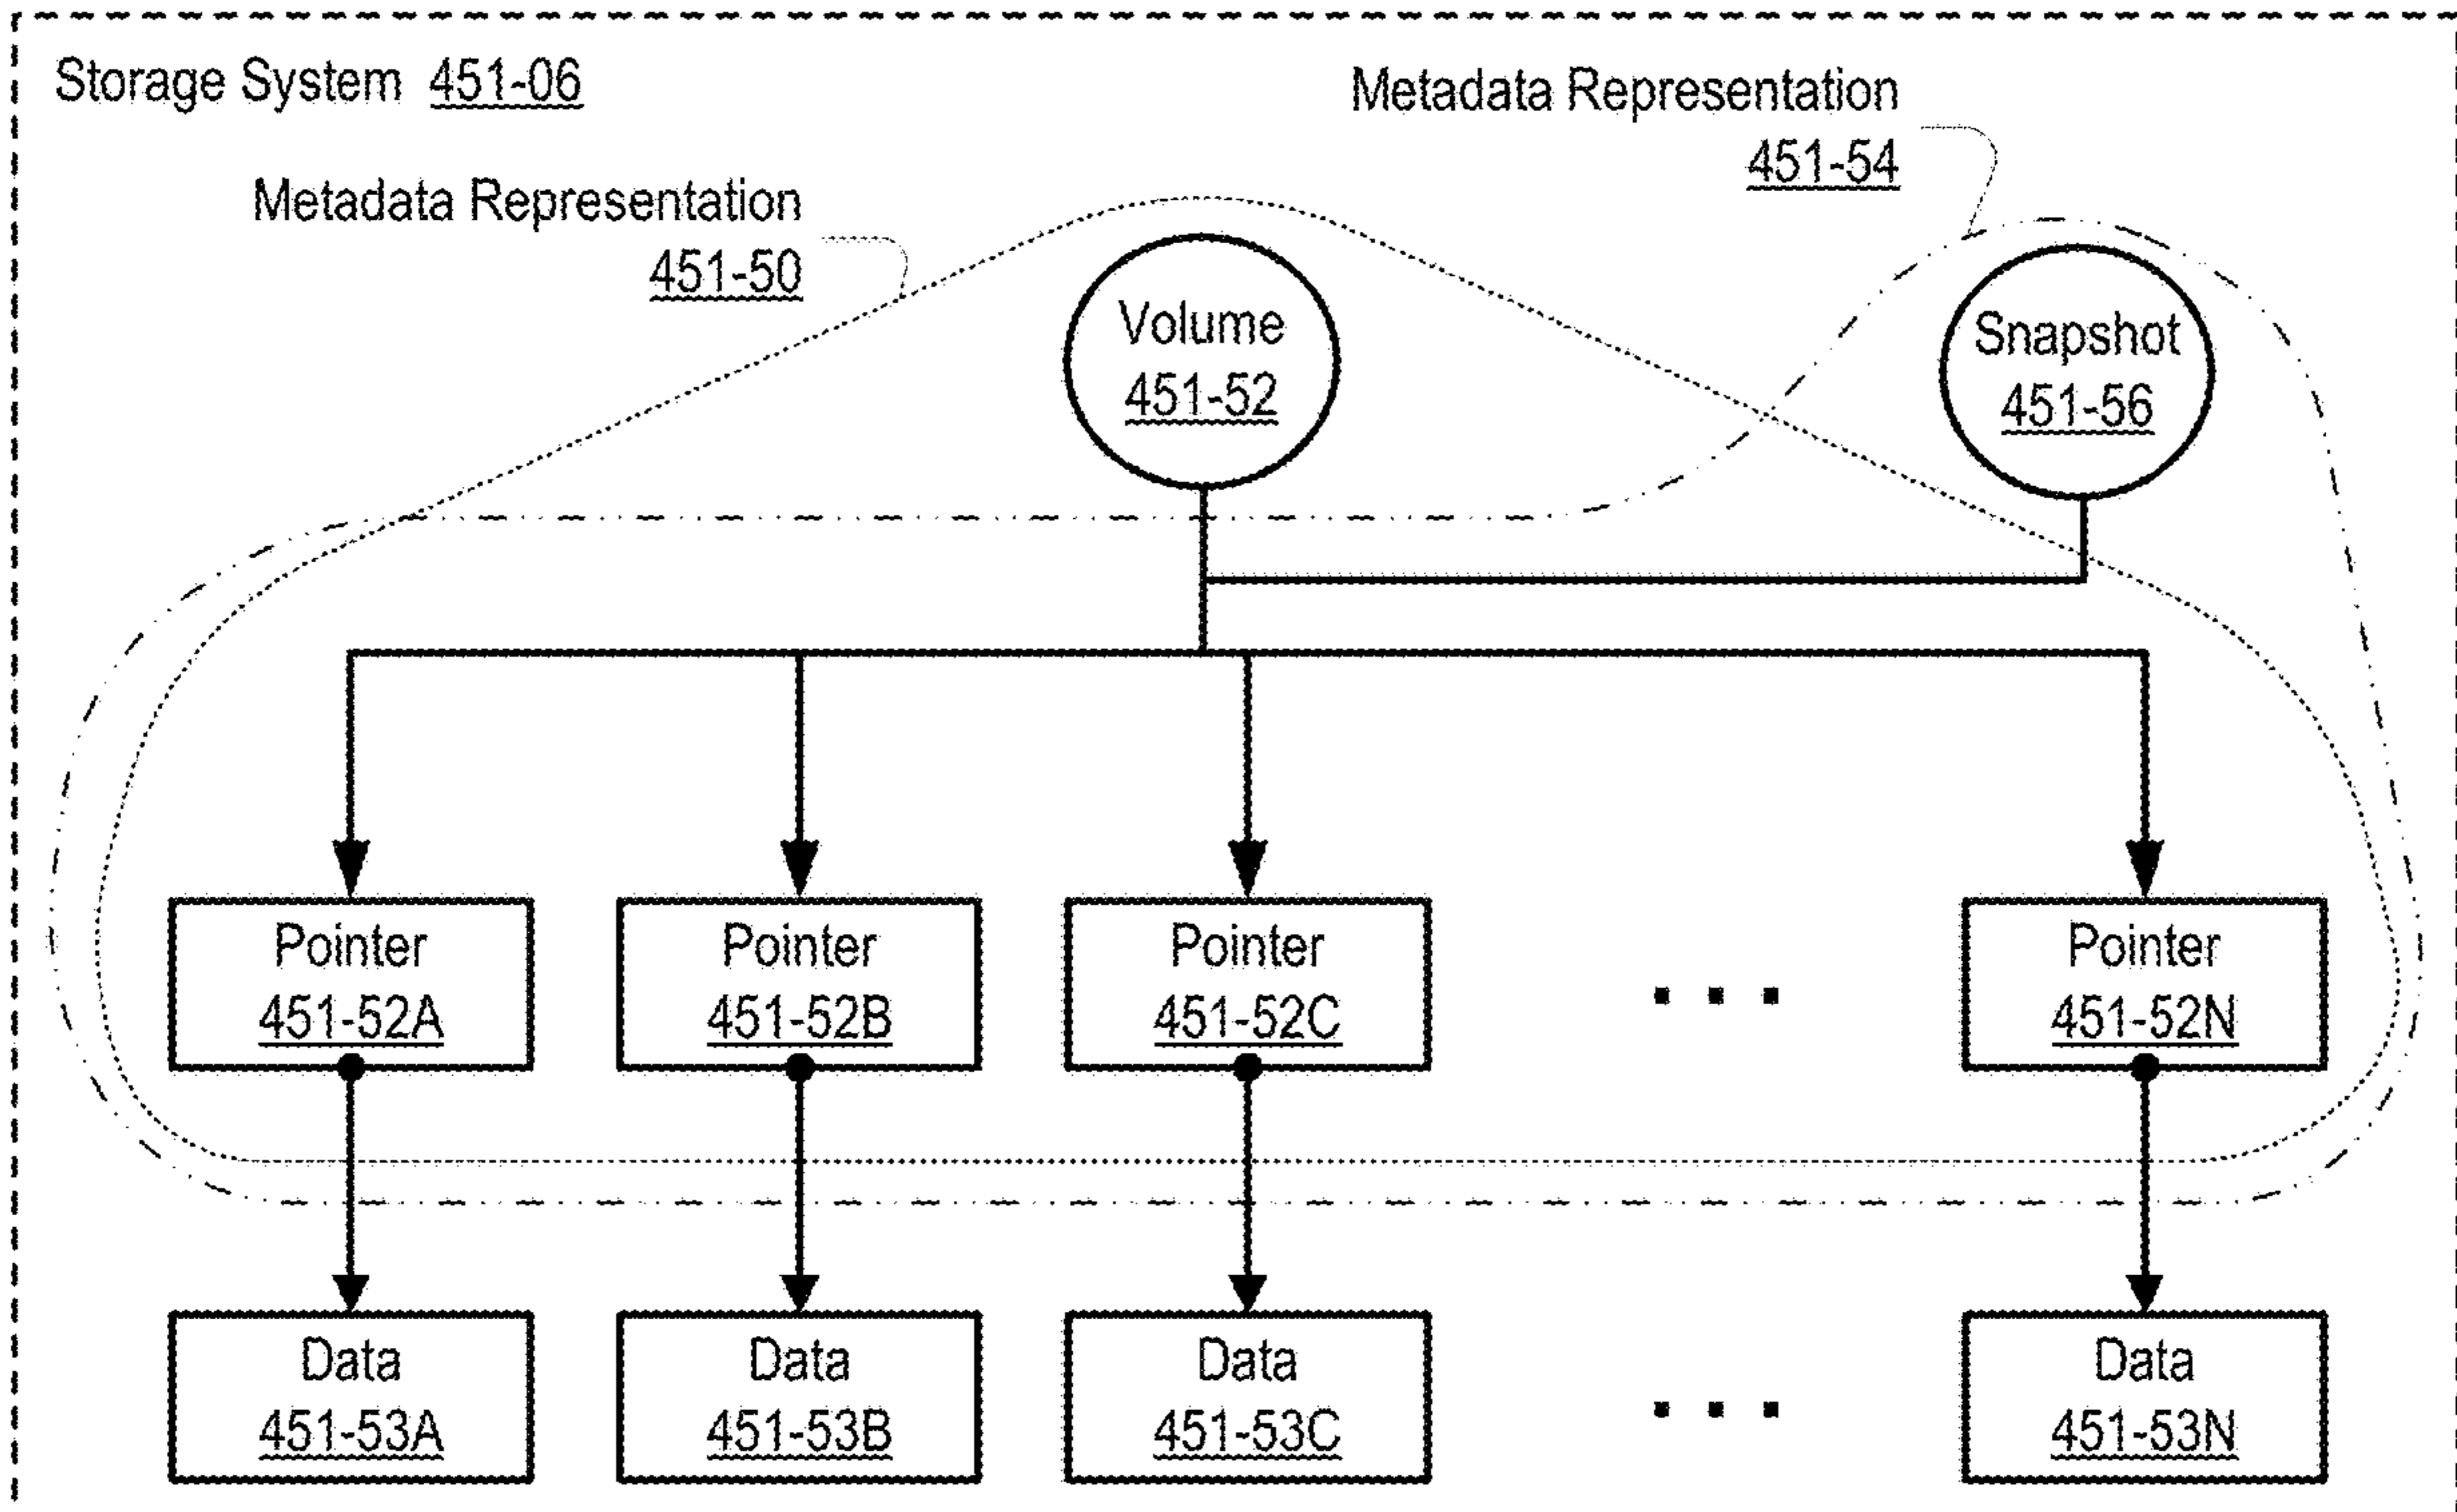 Storage System 451-06
Metadata Representation
451-54
Metadata Representation
451-50
Volume
451-52
Snapshot
451-56
Pointer
451-52A
Pointer
451-52B
Pointer
451-52C
. . .
Pointer
451-52N
Data
451-53A
Data
451-53B
Data
451-53C
. . .
Data
451-53N